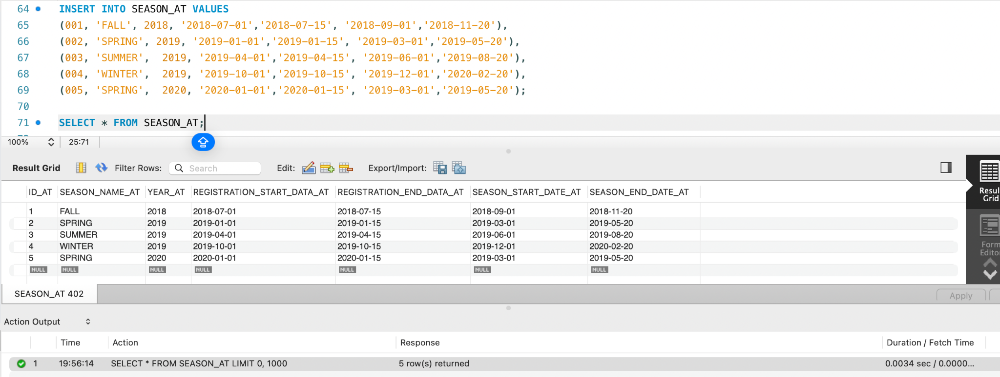 64 INSERT INTO SEASON_AT VALUES
65 (001, 'FALL', 2018, '2018-07-01','2018-07-15', '2018-09-01','2018-11-20'),
66 (002, 'SPRING', 2019, '2019-01-01','2019-01-15', '2019-03-01','2019-05-20'),
67 (003, 'SUMMER',  2019, '2019-04-01','2019-04-15', '2019-06-01','2019-08-20'),
68 (004, 'WINTER',  2019, '2019-10-01','2019-10-15', '2019-12-01','2020-02-20'),
69 (005, 'SPRING',  2020, '2020-01-01','2020-01-15', '2019-03-01','2019-05-20');
70
71 SELECT * FROM SEASON_AT;
100% 25:71
Result Grid Filter Rows: Search Edit: Export/Import:
ID_AT SEASON_NAME_AT YEAR_AT REGISTRATION_START_DATA_AT REGISTRATION_END_DATA_AT SEASON_START_DATE_AT SEASON_END_DATE_AT
1 FALL 2018 2018-07-01 2018-07-15 2018-09-01 2018-11-20
2 SPRING 2019 2019-01-01 2019-01-15 2019-03-01 2019-05-20
3 SUMMER 2019 2019-04-01 2019-04-15 2019-06-01 2019-08-20
4 WINTER 2019 2019-10-01 2019-10-15 2019-12-01 2020-02-20
5 SPRING 2020 2020-01-01 2020-01-15 2019-03-01 2019-05-20
NULL NULL NULL NULL NULL NULL NULL
Resul
Grid
Form
Edito
SEASON_AT 402
Apply
Action Output
Time Action Response Duration / Fetch Time
1 19:56:14 SELECT * FROM SEASON_AT LIMIT 0, 1000 5 row(s) returned 0.0034 sec / 0.0000...